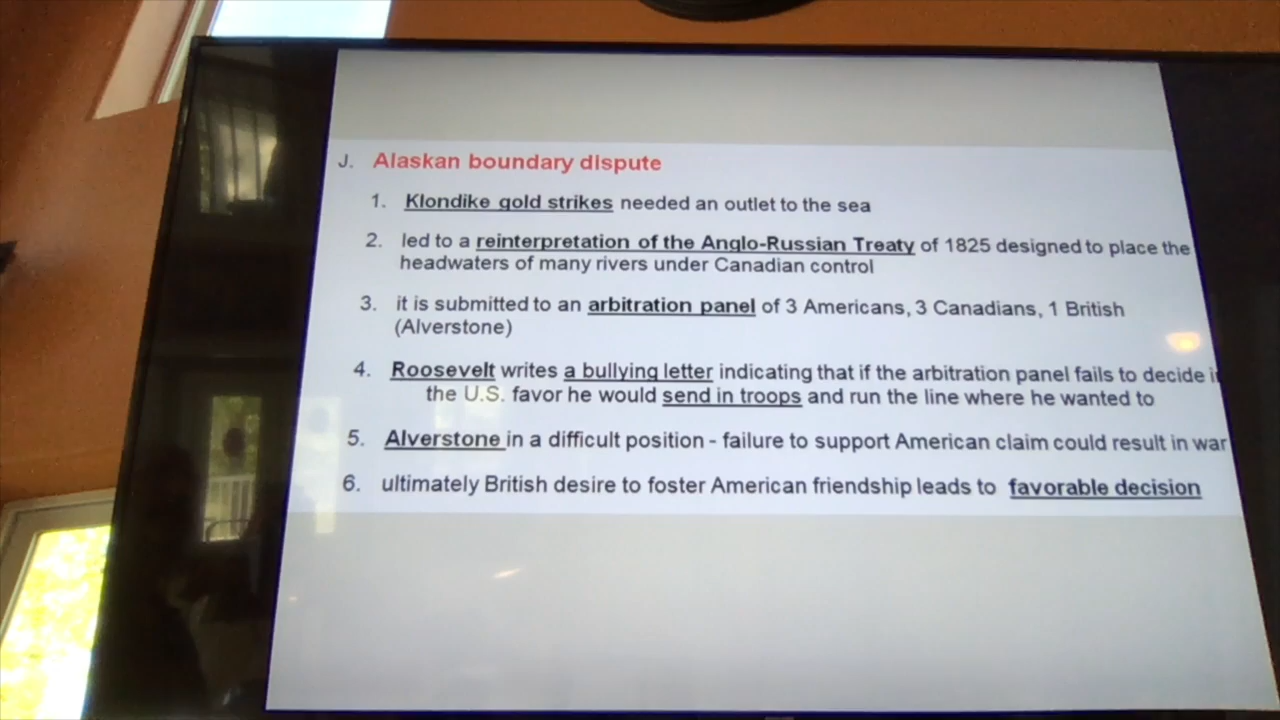 J. Alaskan boundary dispute
1. Klondike gold strikes needed an outlet to the sea
2. led to a reinterpretation of the Anglo-Russian Treaty of 1825 designed to place the
headwaters of many rivers under Canadian control
3. it is submitted to an arbitration panel of 3 Americans, 3 Canadians, 1 British
(Alverstone)
4. Roosevelt writes a bullying letter indicating that if the arbitration panel fails to decide
the U.S. favor he would send in troops and run the line where he wanted to
5. Alverstone in a difficult position - failure to support American claim could result in war
6. ultimately British desire to foster American friendship leads to favorable decision